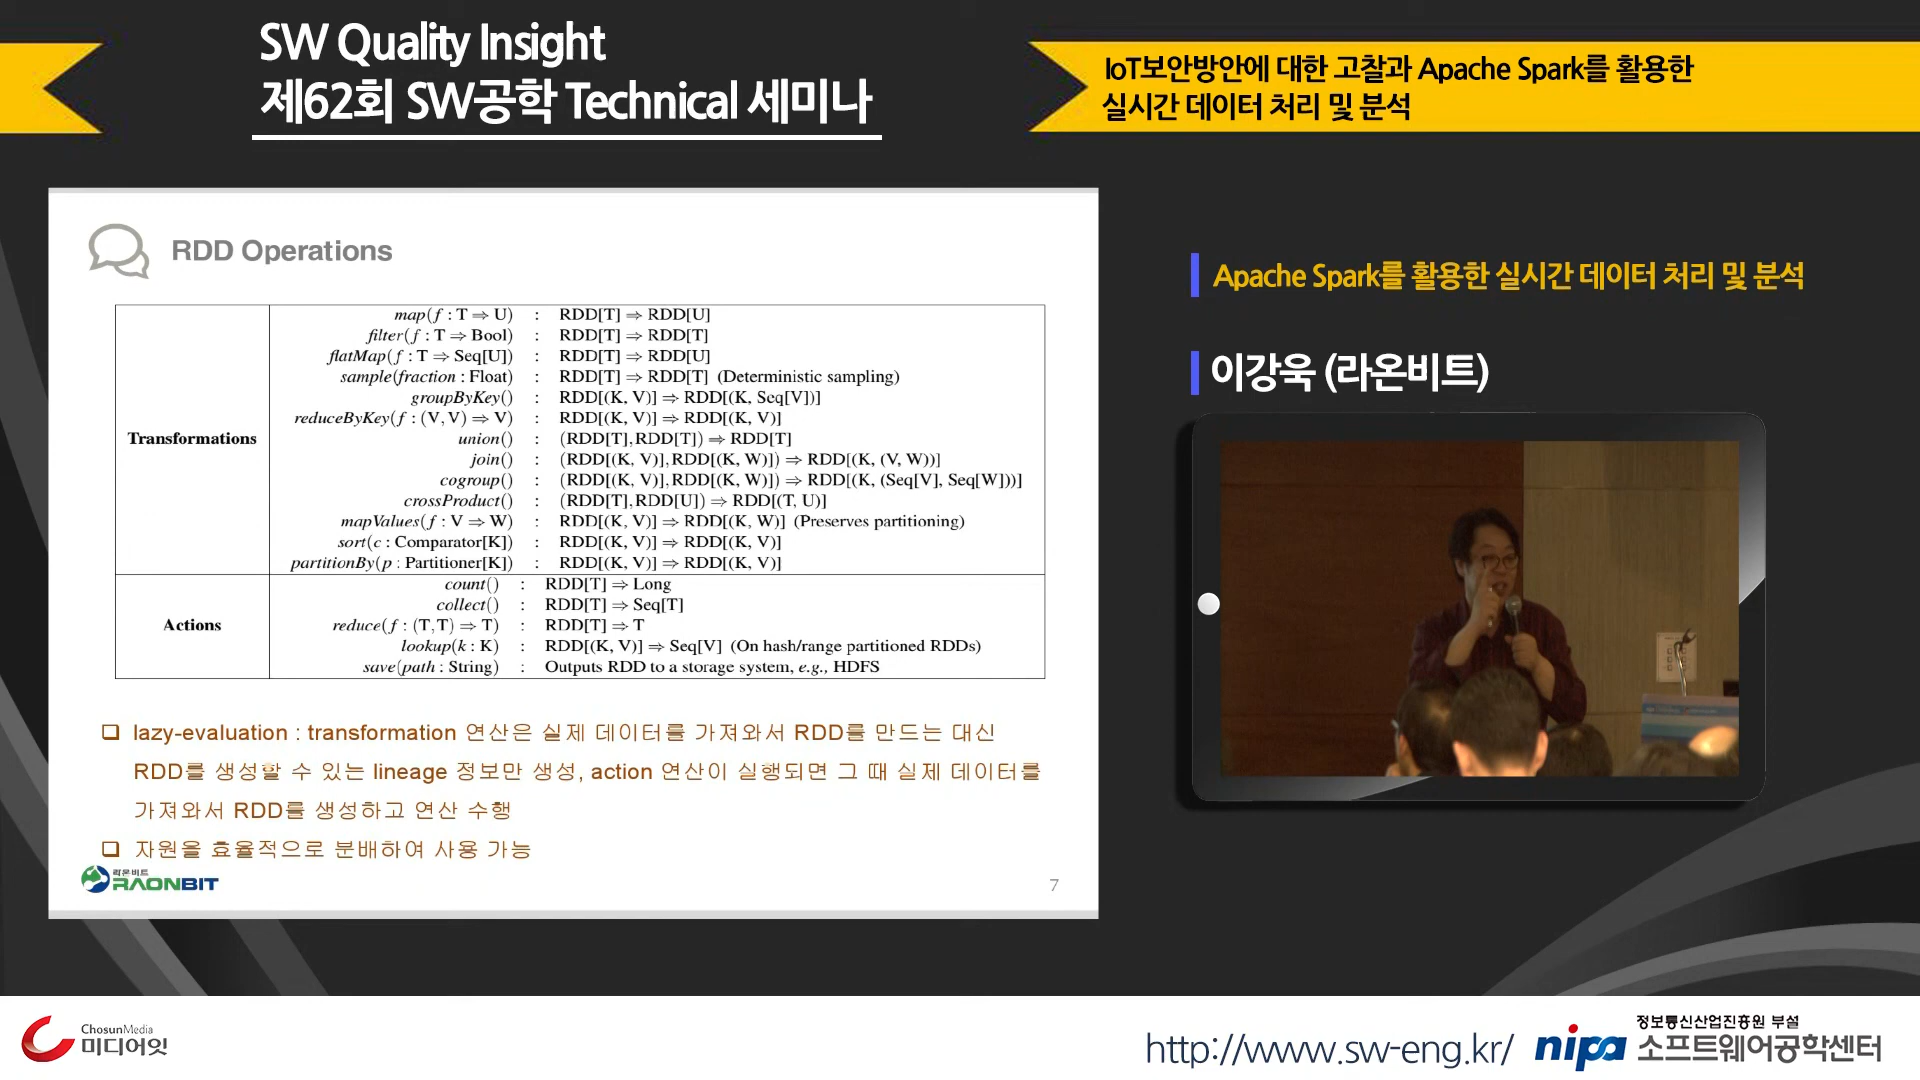 SW Quality Insight
제62회 SW공학 Technical 세미나
IoT보안방안에 대한 고찰과 Apache Spark를 활용한
실시간 데이터 처리 및 분석
RDD Operations
Transformations
map(f : T ⇒ U) : RDD[T] ⇒ RDD[U]
filter(f : T ⇒ Bool) : RDD[T] ⇒ RDD[T]
flatMap(f : T ⇒ Seq[U]) : RDD[T] ⇒ RDD[U]
sample(fraction : Float) : RDD[T] ⇒ RDD[T] (Deterministic sampling)
groupByKey() : RDD[(K, V)] ⇒ RDD[(K, Seq[V])]
reduceByKey(f : (V,V) ⇒ V) : RDD[(K, V)] ⇒ RDD[(K, V)]
union() : (RDD[T],RDD[T]) ⇒ RDD[T]
join() : (RDD[(K, V)],RDD[(K, W)]) ⇒ RDD[(K, (V, W))]
cogroup() : (RDD[(K, V)],RDD[(K, W)]) ⇒ RDD[(K, (Seq[V], Seq[W]))]
crossProduct() : (RDD[T],RDD[U]) ⇒ RDD[(T, U)]
mapValues(f : V ⇒ W) : RDD[(K, V)] ⇒ RDD[(K, W)] (Preserves partitioning)
sort(c : Comparator[K]) : RDD[(K, V)] ⇒ RDD[(K, V)]
partitionBy(p : Partitioner[K]) : RDD[(K, V)] ⇒ RDD[(K, V)]
Actions
count() : RDD[T] ⇒ Long
collect() : RDD[T] ⇒ Seq[T]
reduce(f : (T,T) ⇒ T) : RDD[T] ⇒ T
lookup(k : K) : RDD[(K, V)] ⇒ Seq[V] (On hash/range partitioned RDDs)
save(path : String) : Outputs RDD to a storage system, e.g., HDFS
❑ lazy-evaluation : transformation 연산은 실제 데이터를 가져와서 RDD를 만드는 대신
RDD를 생성할 수 있는 lineage 정보만 생성, action 연산이 실행되면 그 때 실제 데이터를
가져와서 RDD를 생성하고 연산 수행
❑ 자원을 효율적으로 분배하여 사용 가능
라온비트
RAONBIT
7
Apache Spark를 활용한 실시간 데이터 처리 및 분석
이강욱 (라온비트)
ChosunMedia
미디어잇
http://www.sw-eng.kr/
nipa
정보통신산업진흥원 부설
소프트웨어공학센터